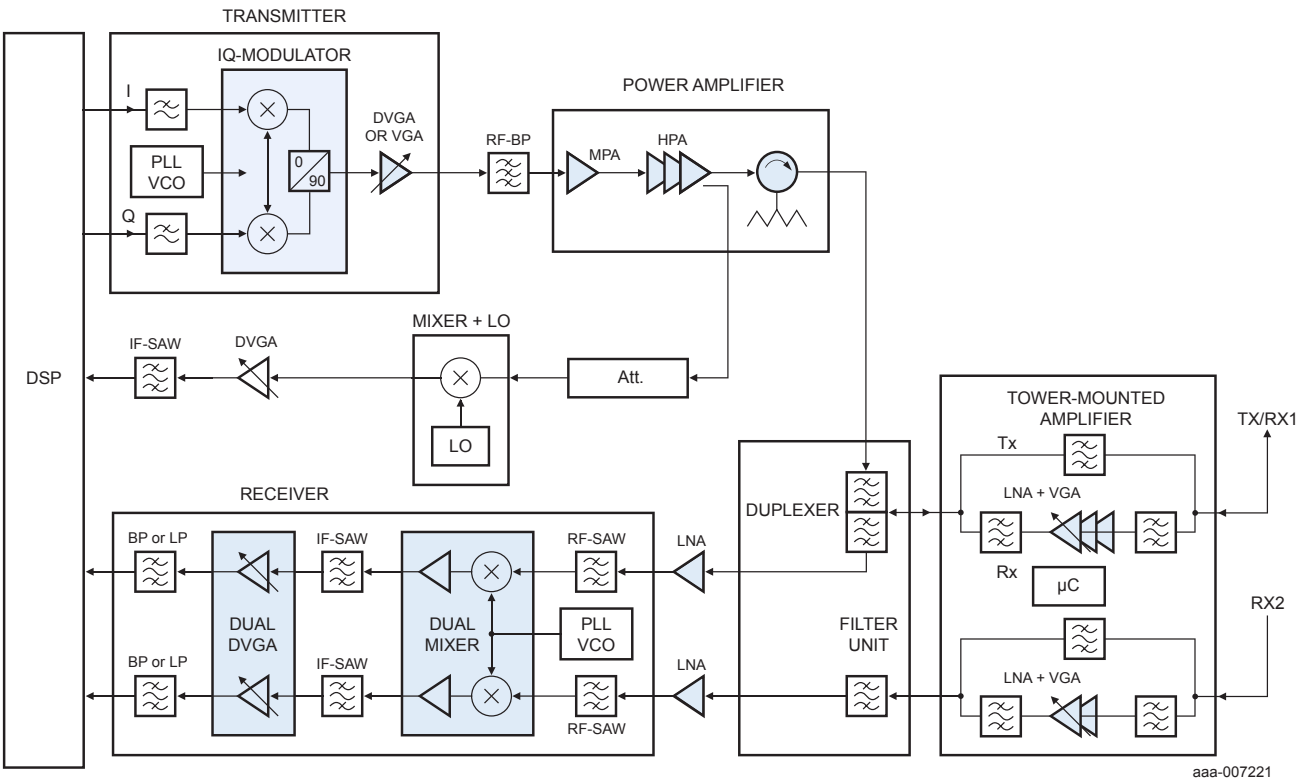 TRANSMITTER
IQ-MODULATOR
I
PLL
VCO
Q
0
90
DVGA
OR VGA
RF-BP
POWER AMPLIFIER
MPA
HPA
DSP
IF-SAW
DVGA
MIXER + LO
LO
Att.
TOWER-MOUNTED
AMPLIFIER
Tx
LNA + VGA
Rx
μC
LNA + VGA
TX/RX1
RX2
DUPLEXER
FILTER
UNIT
RECEIVER
BP or LP
IF-SAW
RF-SAW
LNA
DUAL
DVGA
DUAL
MIXER
PLL
VCO
BP or LP
IF-SAW
RF-SAW
LNA
aaa-007221